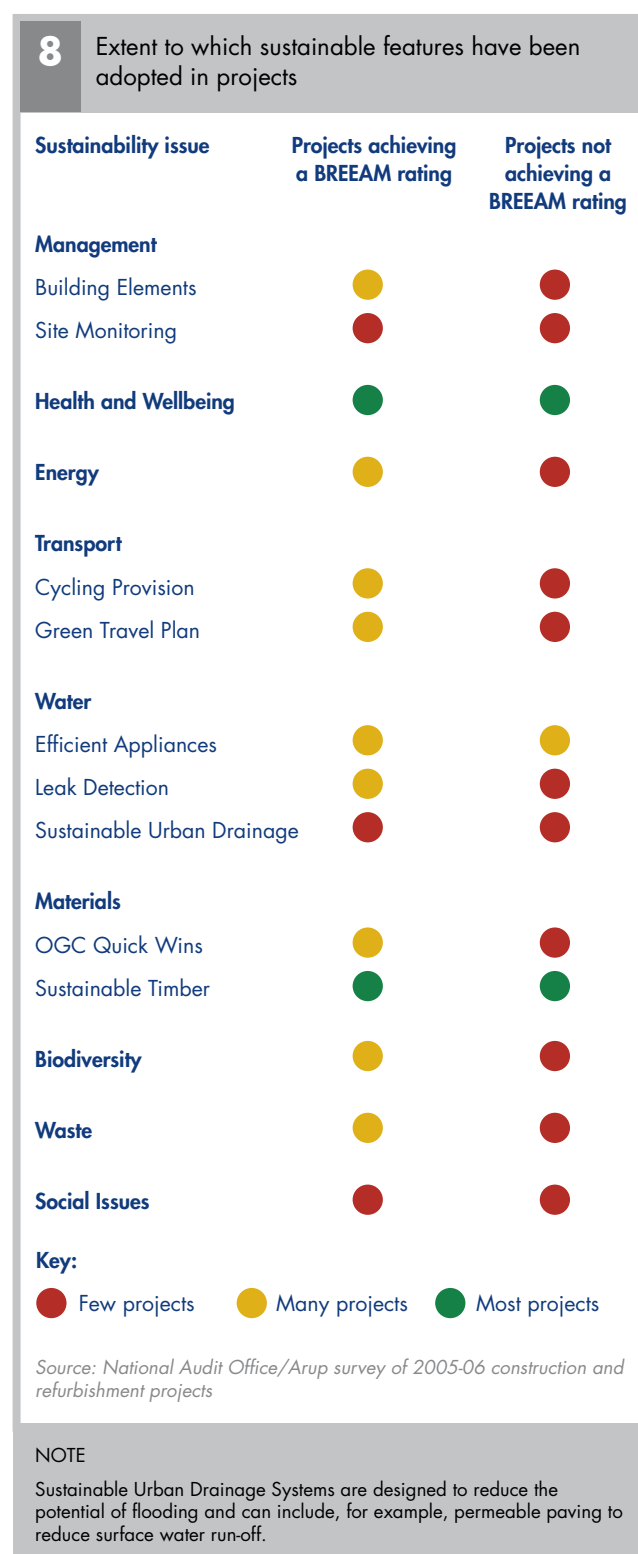 8
Extent to which sustainable features have been
adopted in projects
Sustainability issue
Projects achieving
a BREEAM rating
Projects not
achieving a
BREEAM rating
Management
Building Elements
Site Monitoring
Health and Wellbeing
Energy
Transport
Cycling Provision
Green Travel Plan
Water
Efficient Appliances
Leak Detection
Sustainable Urban Drainage
Materials
OGC Quick Wins
Sustainable Timber
Biodiversity
Waste
Social Issues
Key:
Few projects
Many projects
Most projects
Source: National Audit Office/Arup survey of 2005-06 construction and
refurbishment projects
NOTE
Sustainable Urban Drainage Systems are designed to reduce the
potential of flooding and can include, for example, permeable paving to
reduce surface water run-off.